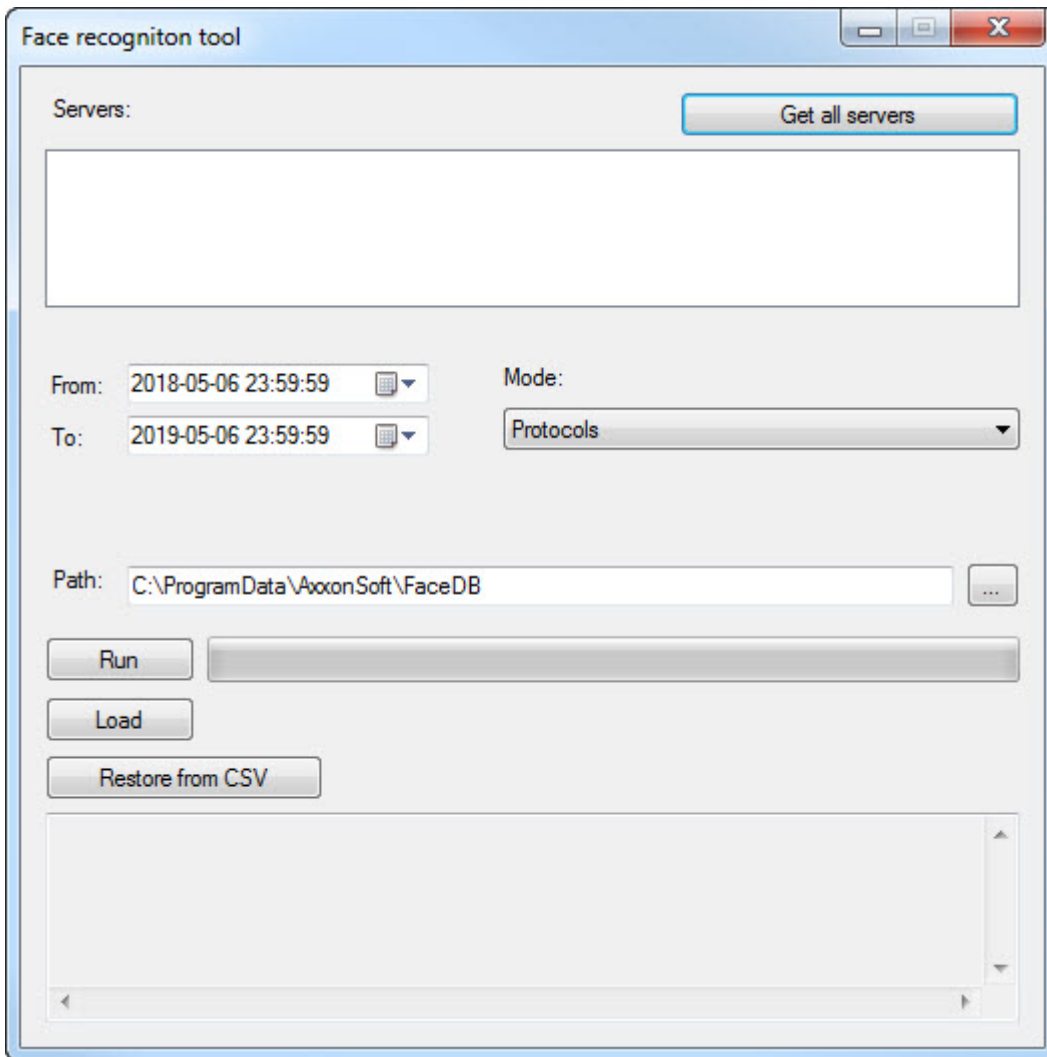 Face recogniton tool
Servers:
Get all servers
From:
2018-05-06 23:59:59
Mode:
To:
2019-05-06 23:59:59
Protocols
Path:
C:\ProgramData\AxxonSoft\FaceDB
...
Run
Load
Restore from CSV